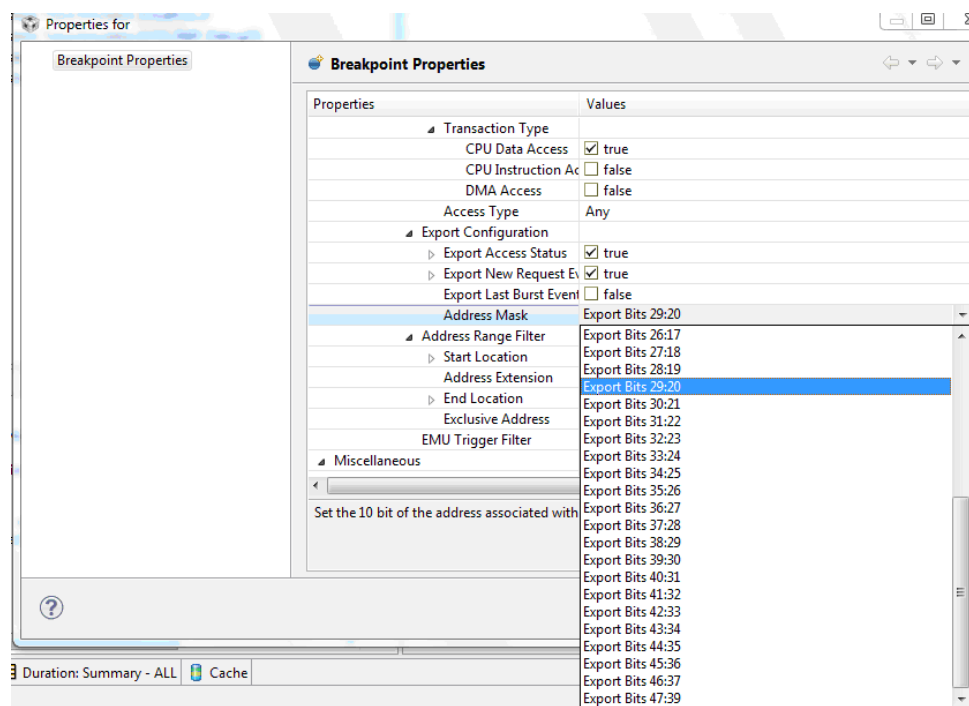 Properties for
Breakpoint Properties
Breakpoint Properties
Properties Values
Transaction Type
CPU Data Access true
CPU Instruction Ac false
DMA Access false
Access Type Any
Export Configuration
Export Access Status true
Export New Request Ev true
Export Last Burst Event false
Address Mask Export Bits 29:20
Address Range Filter
Start Location
Address Extension
End Location
Exclusive Address
EMU Trigger Filter
Miscellaneous
Set the 10 bit of the address associated with
Export Bits 26:17
Export Bits 27:18
Export Bits 28:19
Export Bits 29:20
Export Bits 30:21
Export Bits 31:22
Export Bits 32:23
Export Bits 33:24
Export Bits 34:25
Export Bits 35:26
Export Bits 36:27
Export Bits 37:28
Export Bits 38:29
Export Bits 39:30
Export Bits 40:31
Export Bits 41:32
Export Bits 42:33
Export Bits 43:34
Export Bits 44:35
Export Bits 45:36
Export Bits 46:37
Export Bits 47:39
Duration: Summary - ALL Cache